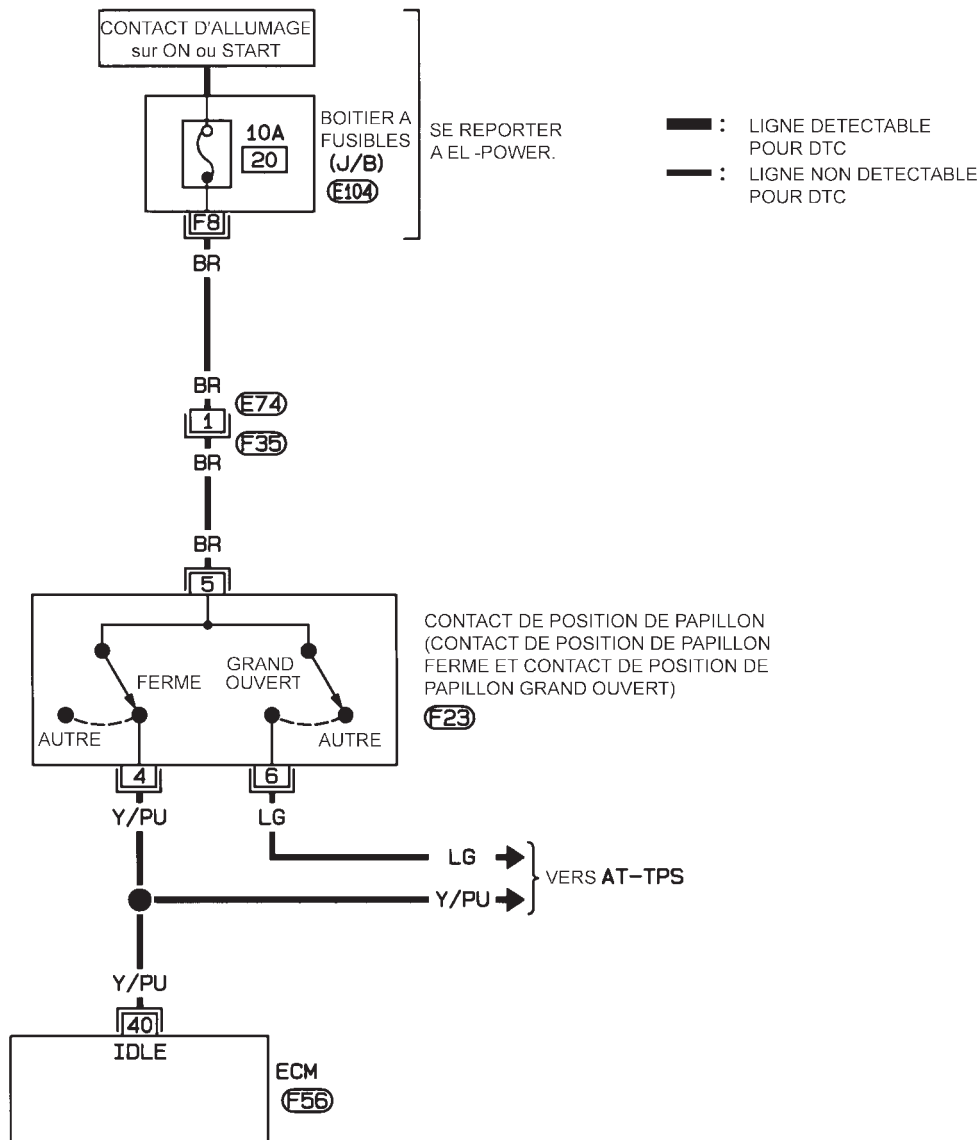 CONTACT D'ALLUMAGE
sur ON ou START
10A
20
BOITIER A
FUSIBLES
(J/B)
E104
SE REPORTER
A EL -POWER.
: LIGNE DETECTABLE
POUR DTC
: LIGNE NON DETECTABLE
POUR DTC
F8
BR
BR
E74
1
F35
BR
BR
5
FERME
GRAND
OUVERT
AUTRE
AUTRE
CONTACT DE POSITION DE PAPILLON
(CONTACT DE POSITION DE PAPILLON
FERME ET CONTACT DE POSITION DE
PAPILLON GRAND OUVERT)
F23
4
6
Y/PU
LG
LG
Y/PU
VERS AT-TPS
Y/PU
40
IDLE
ECM
F56